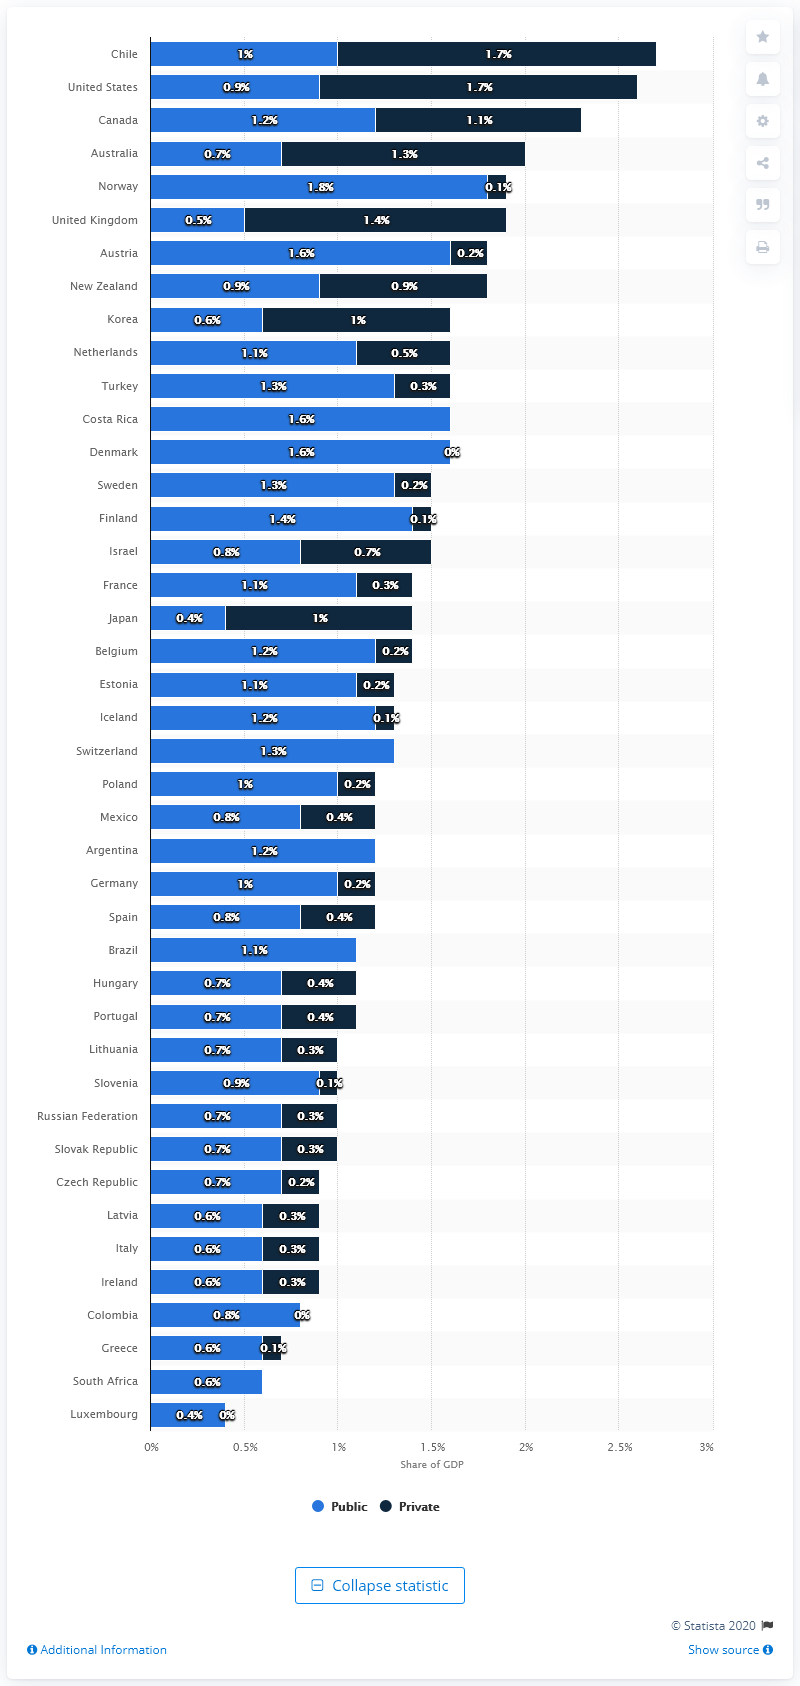 Chile 1% 1.7%
United States 0.9% 1.7%
Canada 1.2% 1.1%
Australia 0.7% 1.3%
Norway 1.8% 0.1%
United Kingdom 0.5% 1.4%
Austria 1.6% 0.2%
New Zealand 0.9% 0.9%
Korea 0.6% 1%
Netherlands 1.1% 0.5%
Turkey 1.3% 0.3%
Costa Rica 1.6%
Denmark 1.6% 0%
Sweden 1.3% 0.2%
Finland 1.4% 0.1%
Israel 0.8% 0.7%
France 1.1% 0.3%
Japan 0.4% 1%
Belgium 1.2% 0.2%
Estonia 1.1% 0.2%
Iceland 1.2% 0.1%
Switzerland 1.3%
Poland 1% 0.2%
Mexico 0.8% 0.4%
Argentina 1.2%
Germany 1% 0.2%
Spain 0.8% 0.4%
Brazil 1.1%
Hungary 0.7% 0.4%
Portugal 0.7% 0.4%
Lithuania 0.7% 0.3%
Slovenia 0.9% 0.1%
Russian Federation 0.7% 0.3%
Slovak Republic 0.7% 0.3%
Czech Republic 0.7% 0.2%
Latvia 0.6% 0.3%
Italy 0.6% 0.3%
Ireland 0.6% 0.3%
Colombia 0.8% 0%
Greece 0.6% 0.1%
South Africa 0.6%
Luxembourg 0.4% 0%
0% 0.5% 1% 1.5% 2% 2.5% 3%
Share of GDP
Public Private
Collapse statistic
© Statista 2020
Additional Information Show source